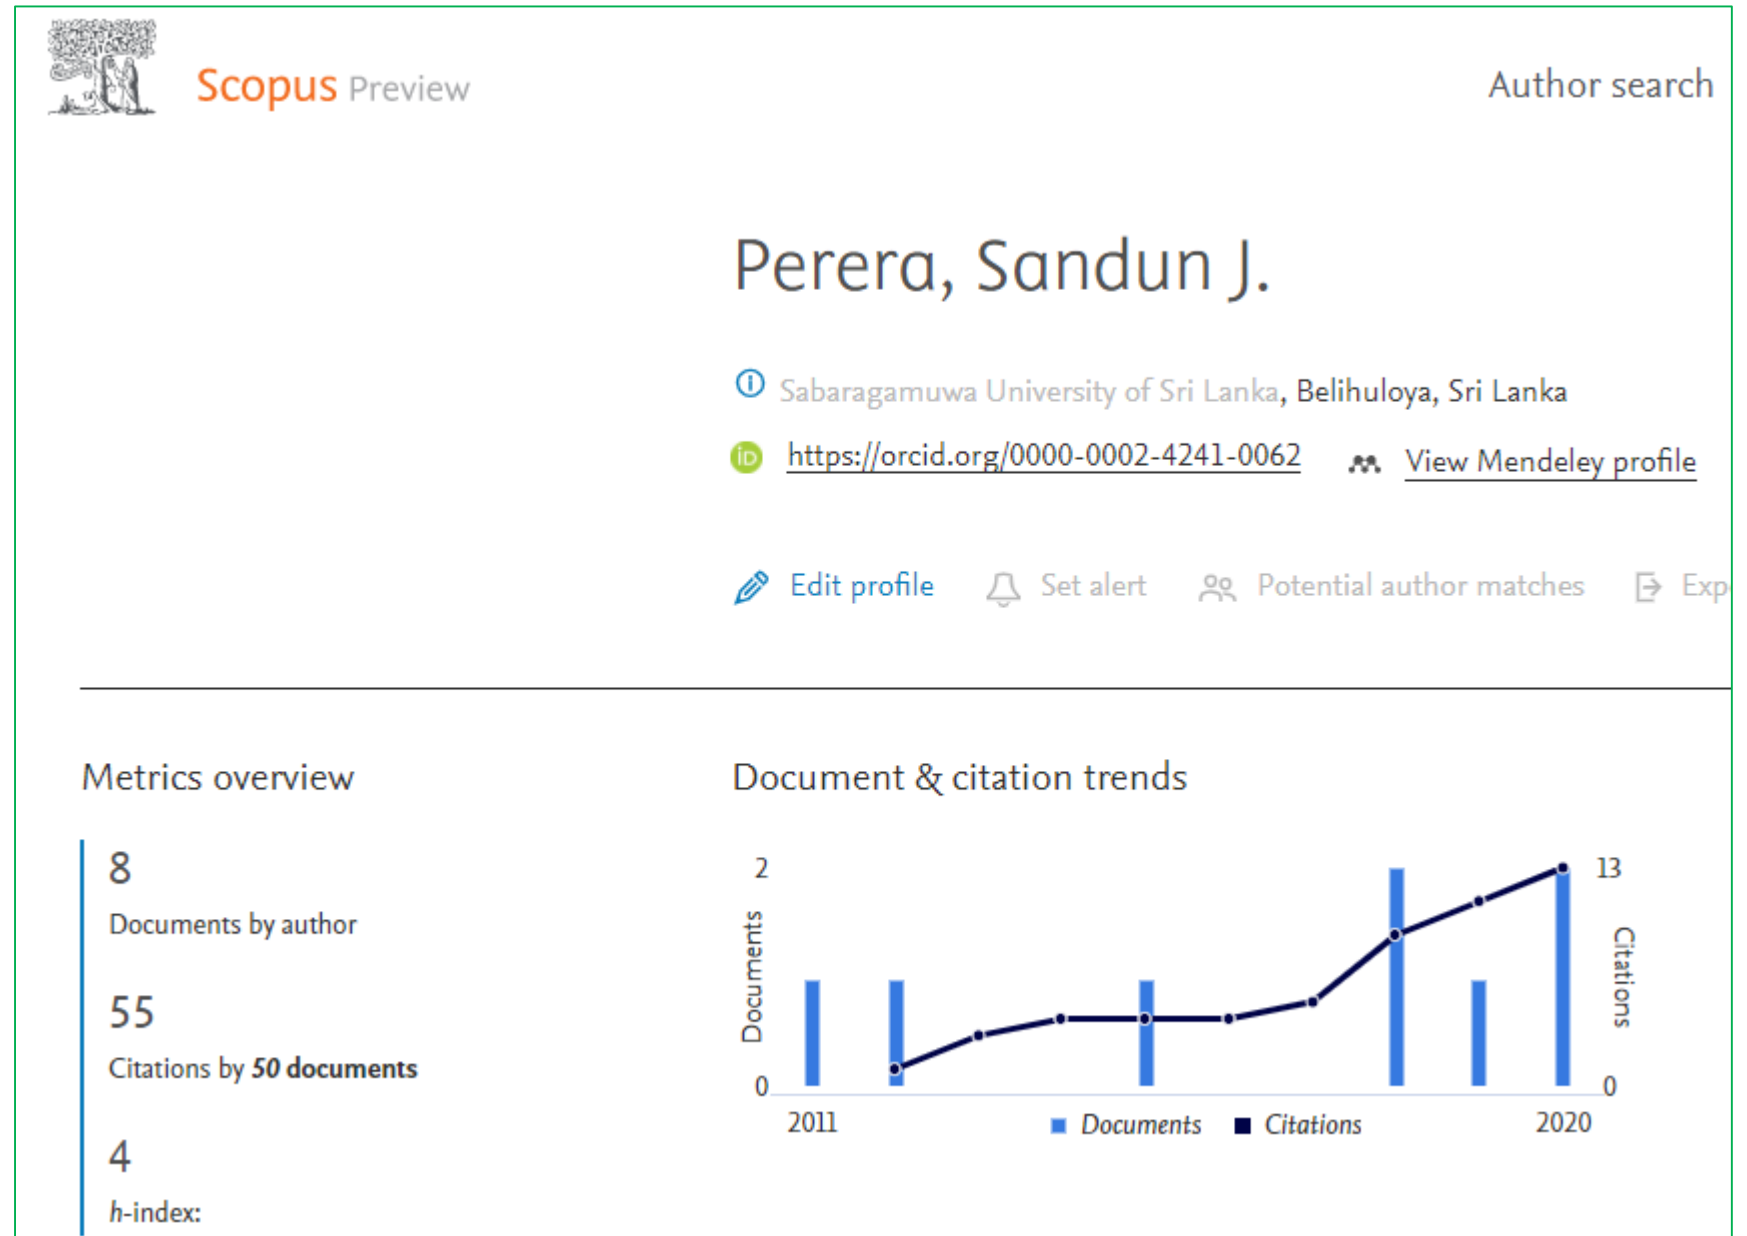 Scopus Preview
Author search
Perera, Sandun J.
Sabaragamuwa University of Sri Lanka, Belihuloya, Sri Lanka
iD https://orcid.org/0000-0002-4241-0062 View Mendeley profile
Edit profile Set alert Potential author matches Exp
Metrics overview
8
Documents by author
55
Citations by 50 documents
4
h-index:
Document & citation trends
2
13
Documents
Citations
0
0
2011
2020
Documents Citations